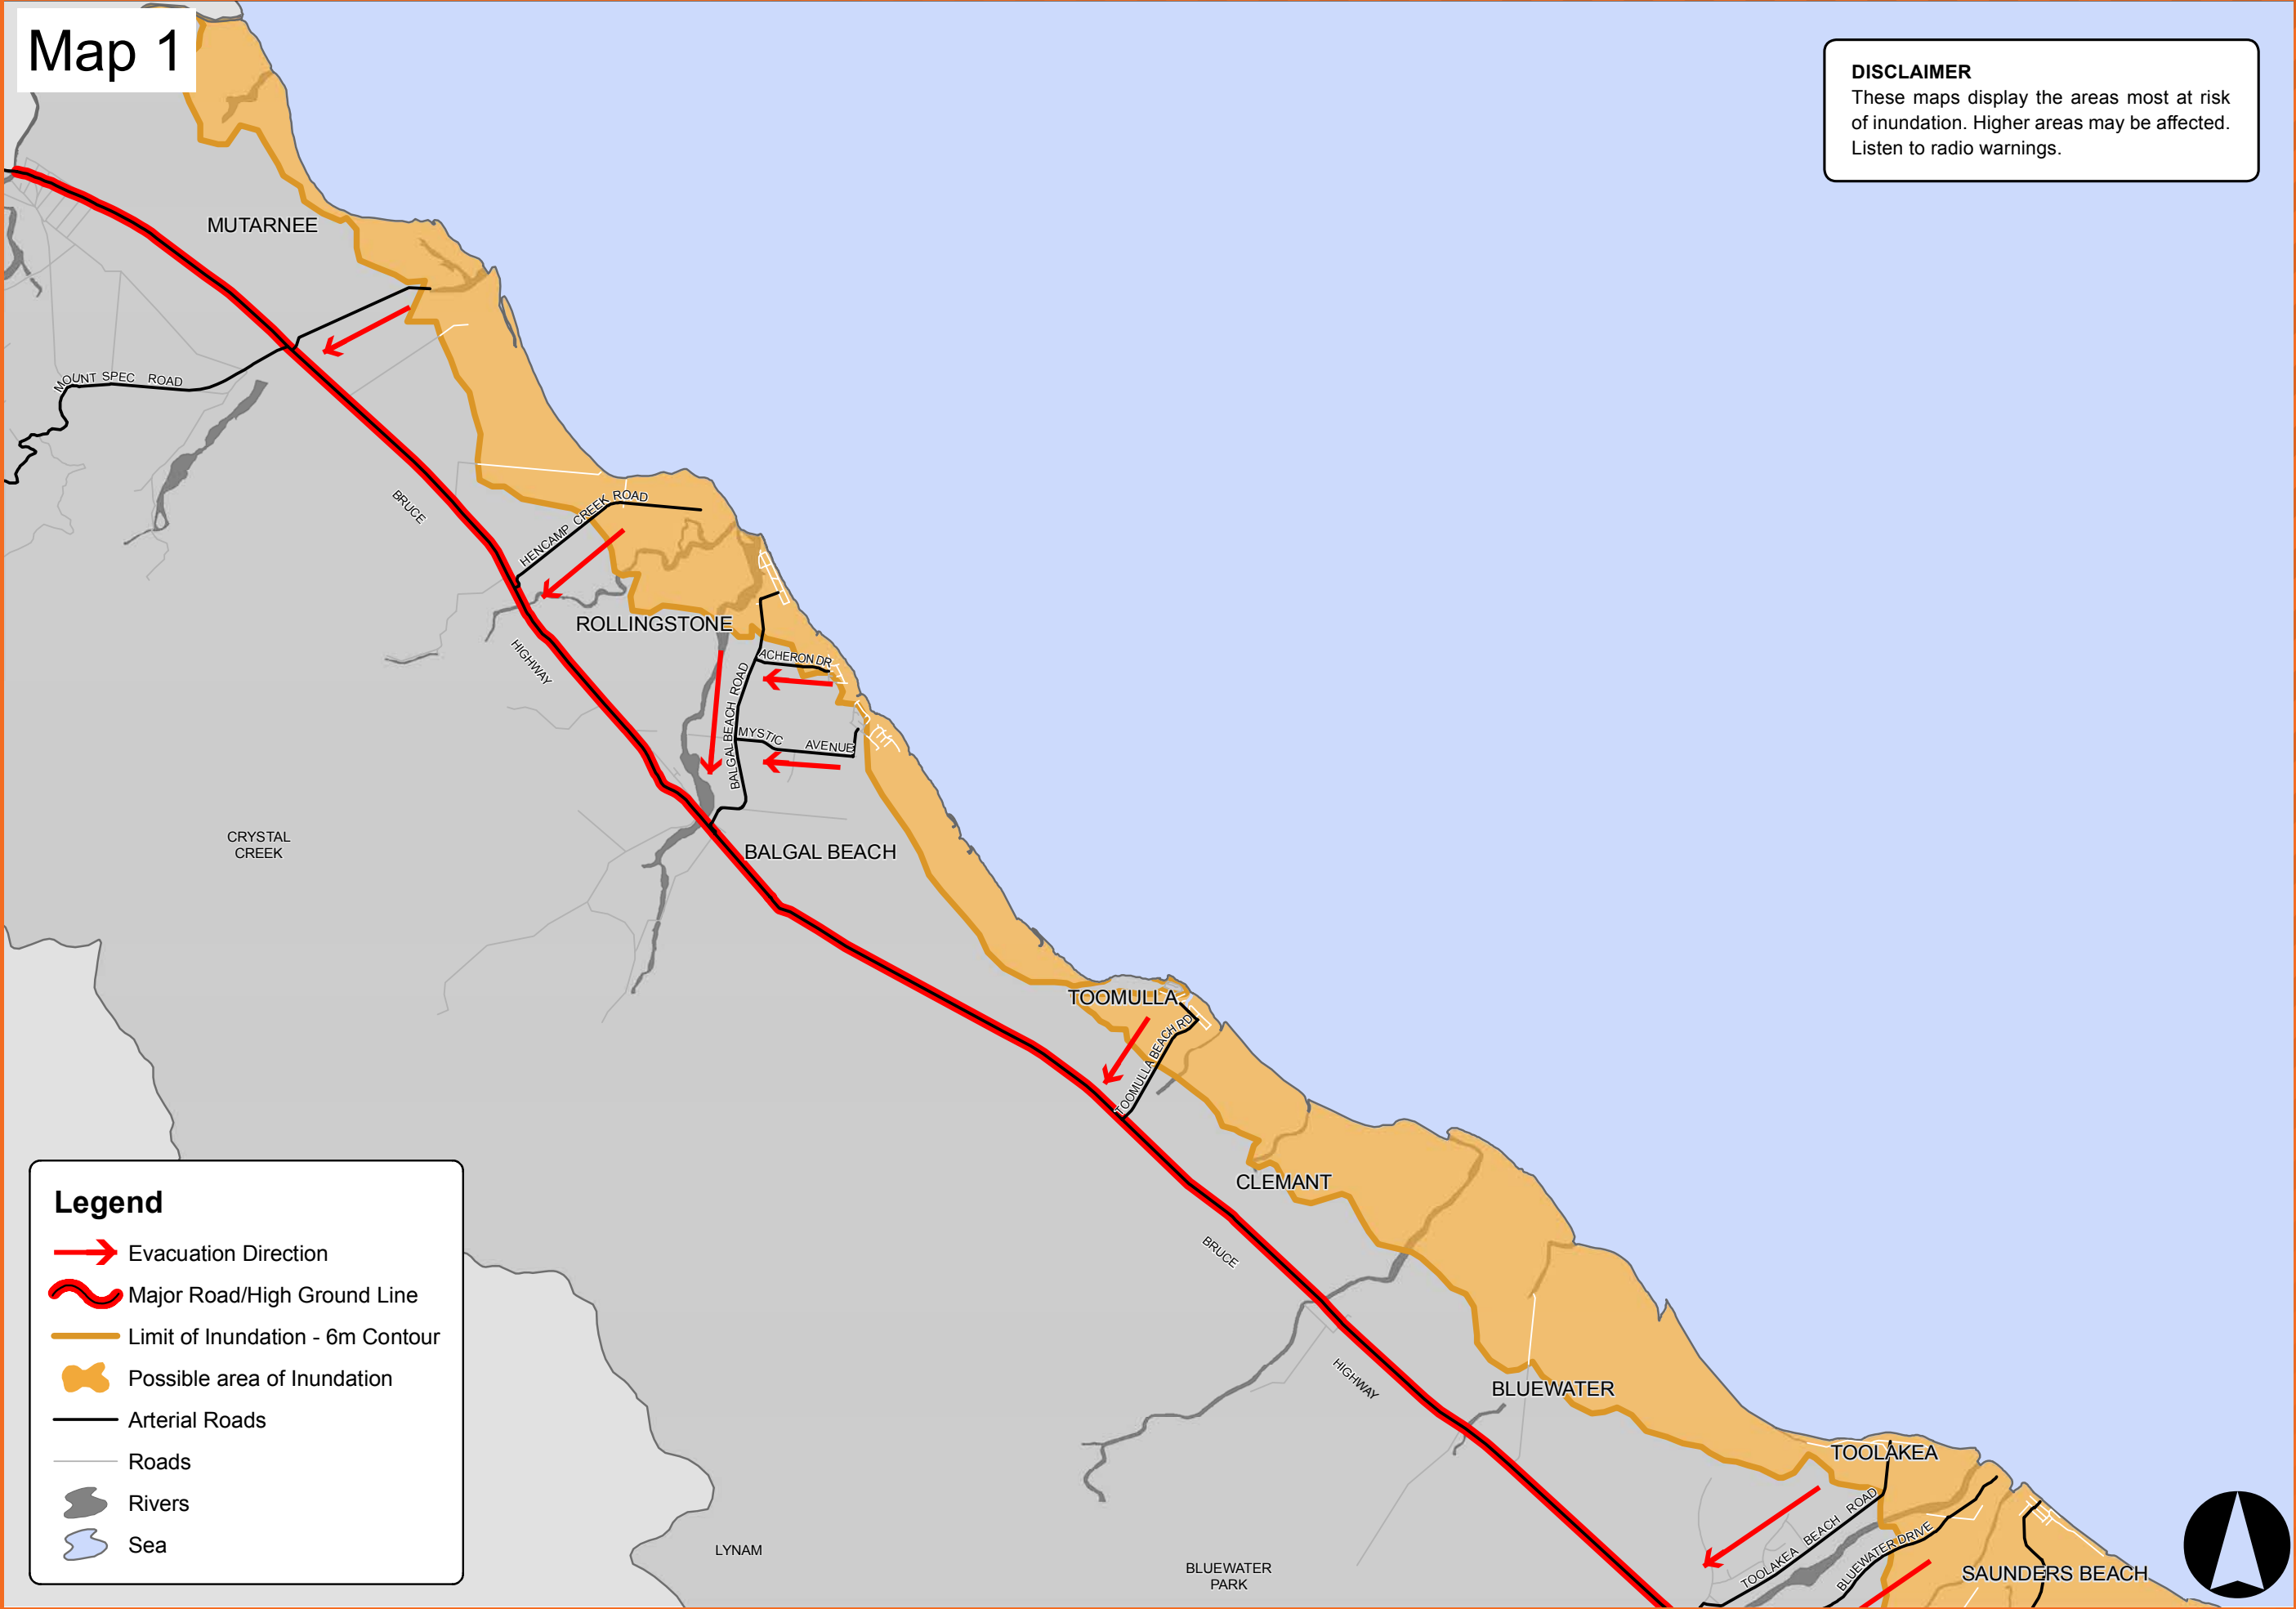 Map 1
DISCLAIMER
These maps display the areas most at risk
of inundation. Higher areas may be affected.
Listen to radio warnings.
MUTARNEE
MOUNT SPEC ROAD
BRUCE
HENCAMP CREEK ROAD
HIGHWAY
ROLLINGSTONE
ACHERON DR
BALGAL BEACH ROAD
MYSTIC AVENUE
CRYSTAL
CREEK
BALGAL BEACH
TOOMULLA
TOOMULLA BEACH RD
CLEMANT
BRUCE
HIGHWAY
BLUEWATER
TOOLAKEA
TOOLAKEA BEACH ROAD
BLUEWATER DRIVE
SAUNDERS BEACH
LYNAM
BLUEWATER
PARK
Legend
Evacuation Direction
Major Road/High Ground Line
Limit of Inundation - 6m Contour
Possible area of Inundation
Arterial Roads
Roads
Rivers
Sea